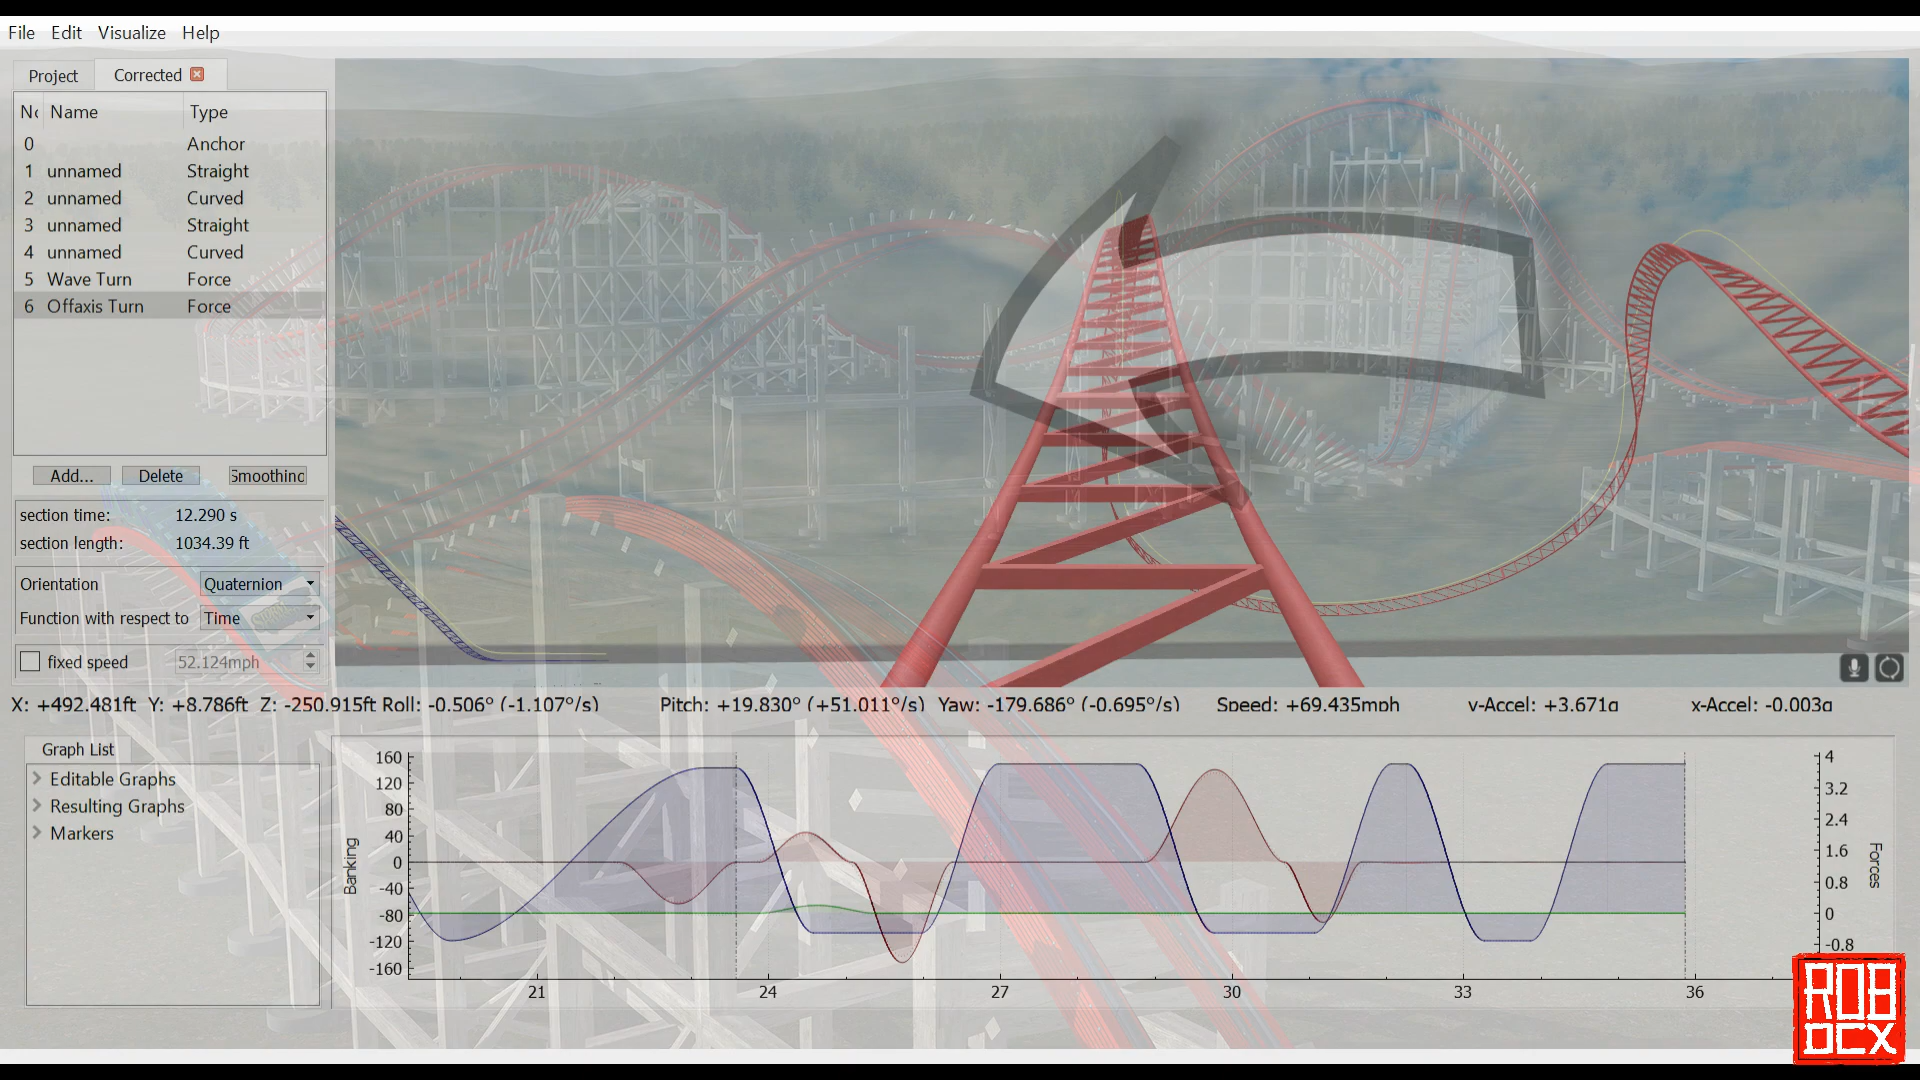 File Edit Visualize Help
Project Corrected
Name Type
0 Anchor
1 unnamed Straight
2 unnamed Curved
3 unnamed Straight
4 unnamed Curved
5 Wave Turn Force
6 Offaxis Turn Force
Add... Delete Smoothing
section time: 12.290 s
section length: 1034.39 ft
Orientation Quaternion
Function with respect to Time
fixed speed 52.124mph
X: +492.481ft Y: +8.786ft Z: -250.915ft Roll: -0.506° (-1.107°/s) Pitch: +19.830° (+51.011°/s) Yaw: -179.686° (-0.695°/s) Speed: +69.435mph v-Accel: +3.671g x-Accel: -0.003g
Graph List
Editable Graphs
Resulting Graphs
Markers
Banking
160
120
80
40
0
-40
-80
-120
-160
21 24 27 30 33 36
4
3.2
2.4
1.6
0.8
0
-0.8
Forces
ROB
OCX